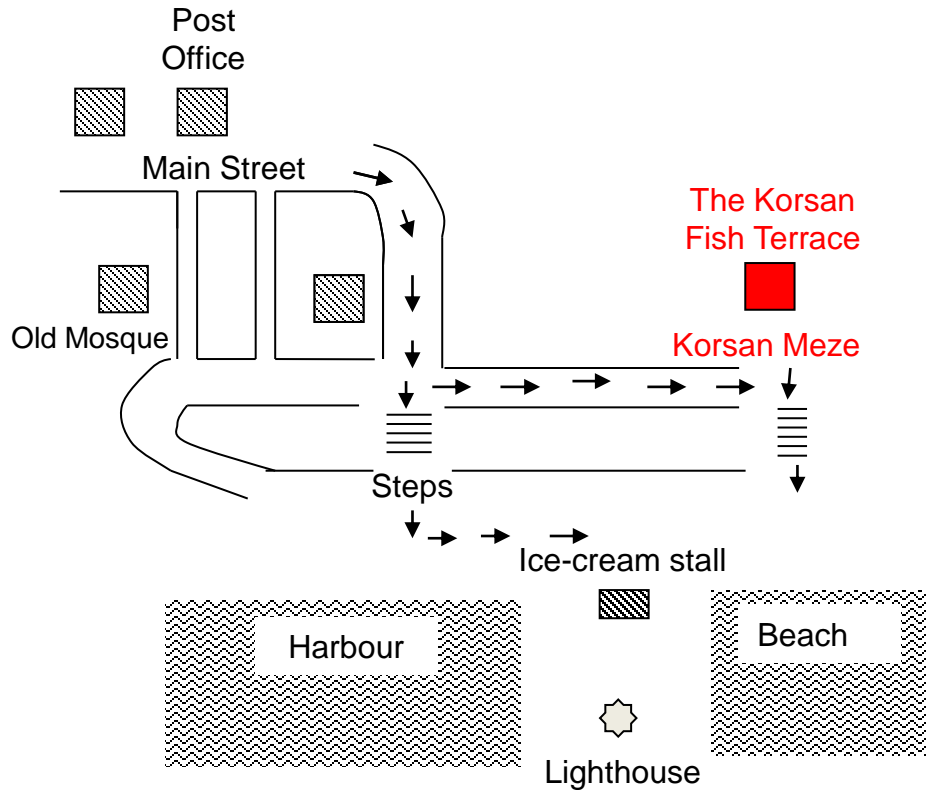 Post
Office
Main Street
The Korsan
Fish Terrace
Old Mosque
Korsan Meze
Steps
Ice-cream stall
Harbour
Beach
Lighthouse